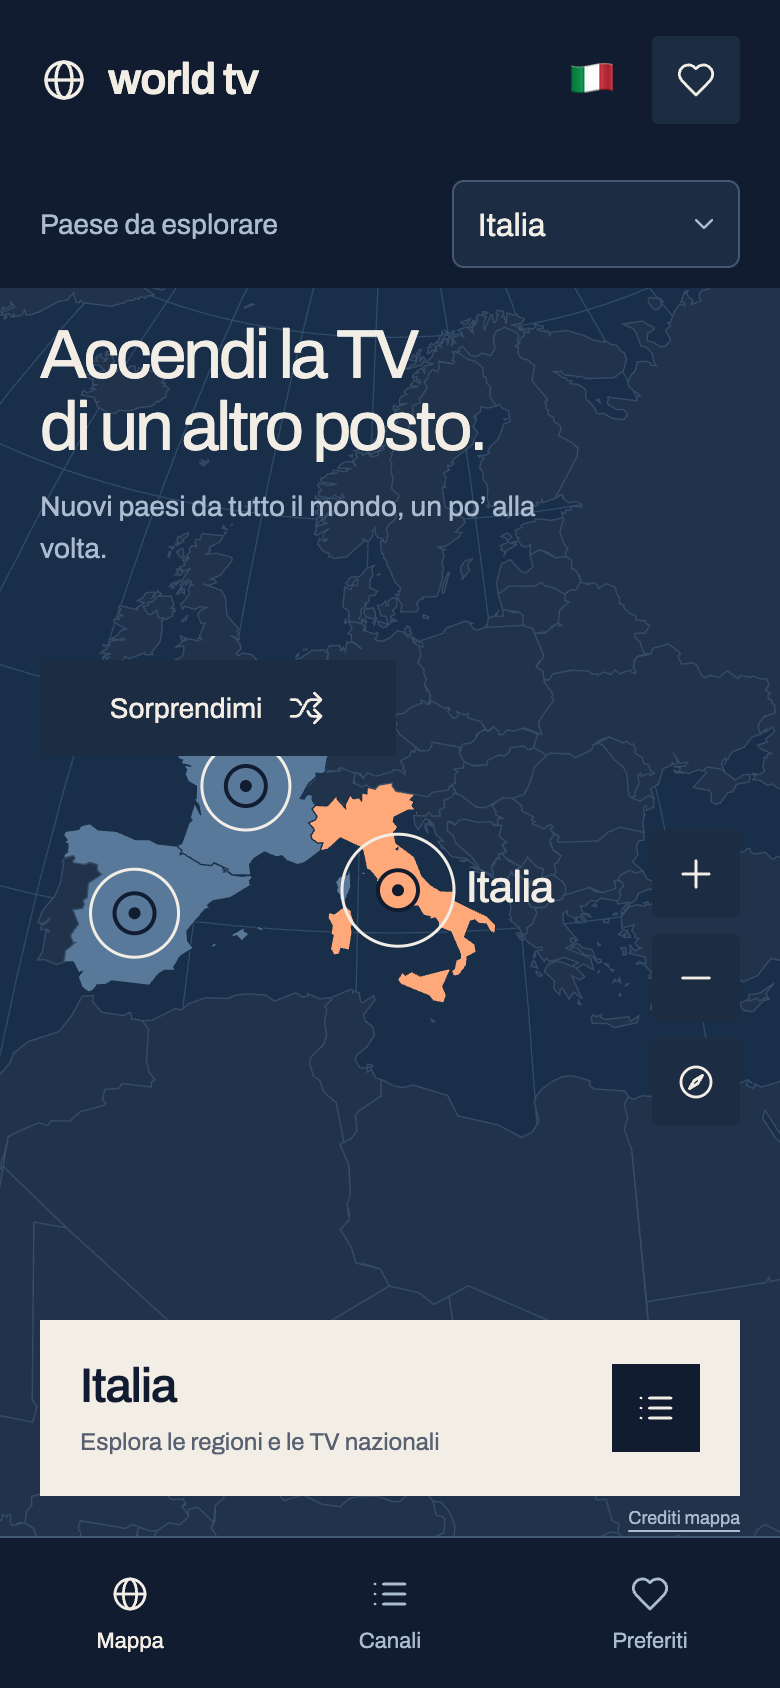 world tv
Paese da esplorare
Italia
Accendi la TV
di un altro posto.
Nuovi paesi da tutto il mondo, un po’ alla
volta.
Sorprendimi
Italia
Italia
Esplora le regioni e le TV nazionali
Crediti mappa
Mappa
Canali
Preferiti